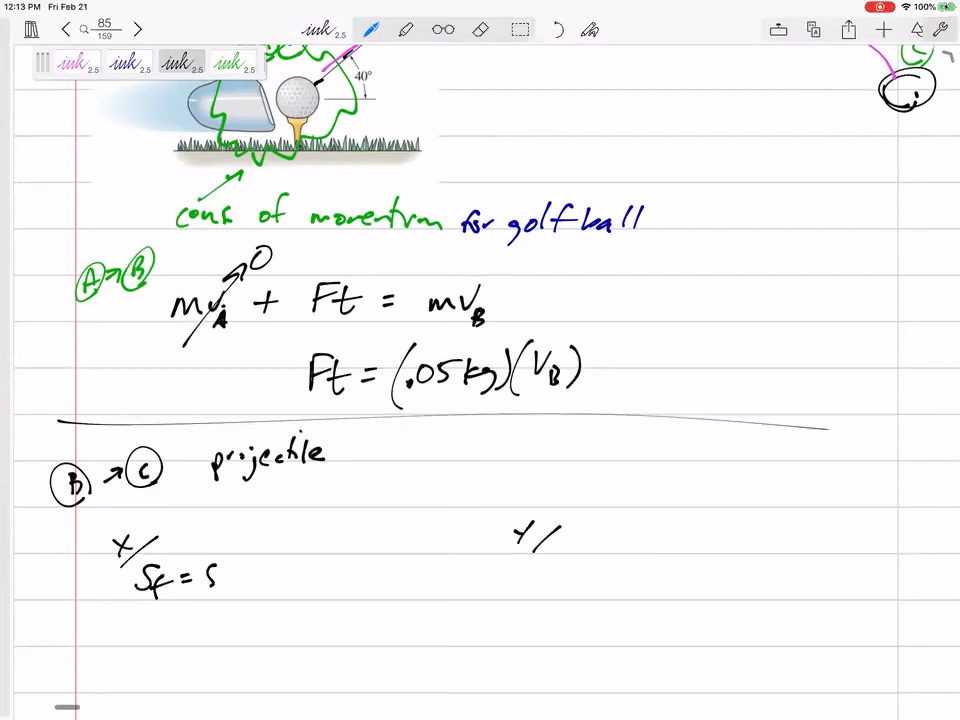 12:13 PM Fri Feb 21
100%
85
159
ink 2.5
ink 2.5 ink 2.5 ink 2.5 ink 2.5
40°
C
cons of momentum for golf ball
A → B
0
mvA + Ft = mvB
Ft = (.05kg)(VB)
B → C projectile
x/ y/
Sf = S